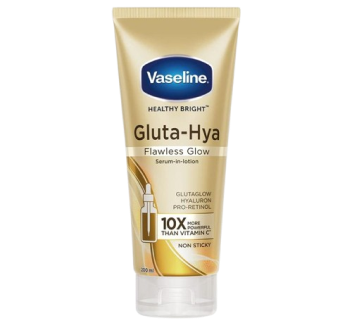 Vaseline.
HEALTHY BRIGHT™
Gluta-Hya
Flawless Glow
Serum-in-lotion
GLUTAGLOW
HYALURON
PRO-RETINOL
10X MORE
POWERFUL
THAN VITAMIN C*
NON STICKY